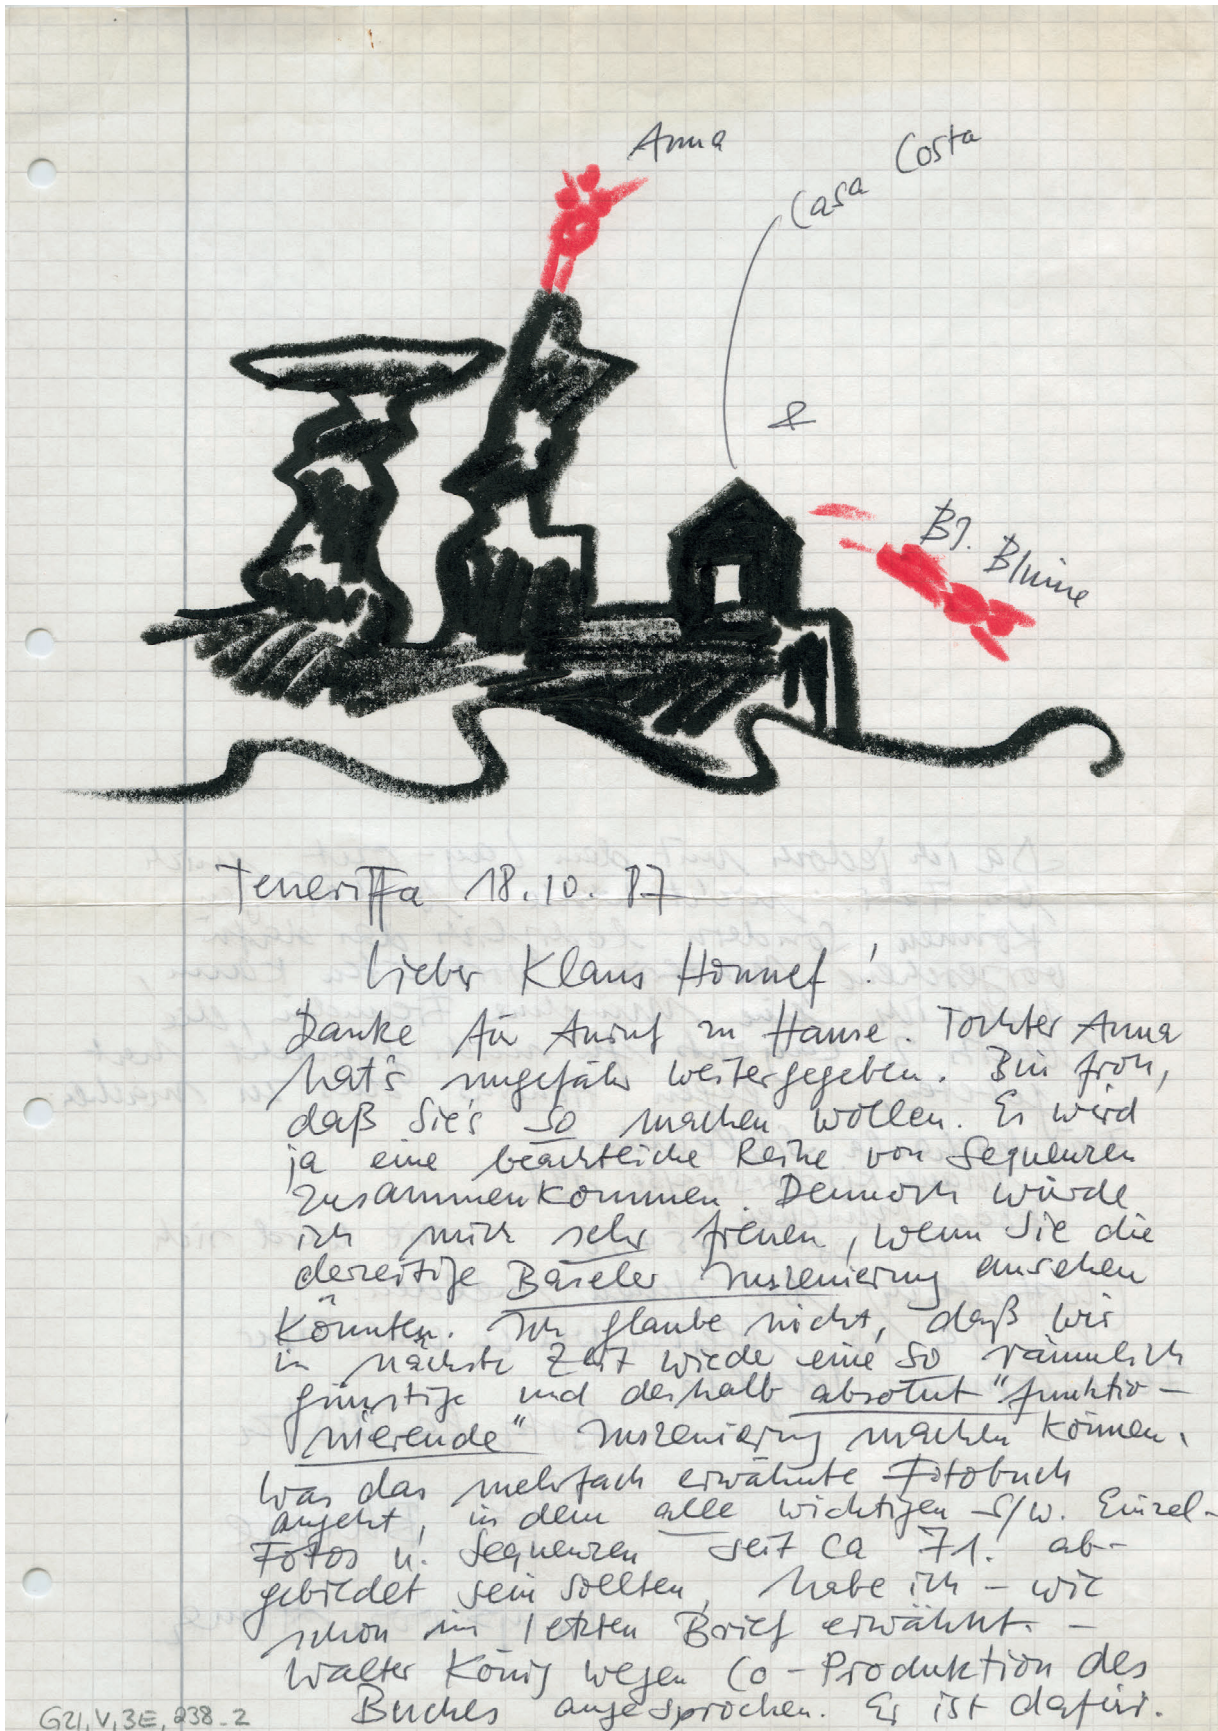 Anna
Casa Costa
&
BJ. Blume
Teneriffa 18.10.87
Lieber Klaus Honnef!
Danke für Anruf zu Hause. Tochter Anna
hat's ungefähr weitergegeben. Bin froh,
daß Sie's so machen wollen. Es wird
ja eine beachtliche Reihe von Sequenzen
zusammenkommen. Dennoch würde
ich mich sehr freuen, wenn Sie die
derzeitige Baseler Inszenierung ansehen
könnten. Ich glaube nicht, daß wir
in nächste Zeit wiede eine so räumlich
günstige und deshalb absolut "funktio-
nierende" Inszenierung machen können.
Was das mehrfach erwähnte Fotobuch
angeht, in dem alle wichtigen S/W. Einzel-
Fotos u. Sequenzen seit ca 71. ab-
gebildet sein sollten, habe ich – wie
schon im letzten Brief erwähnt. –
Walter König wegen Co-Produktion des
Buches angesprochen. Er ist dafür.
G21,V,3E,238_2